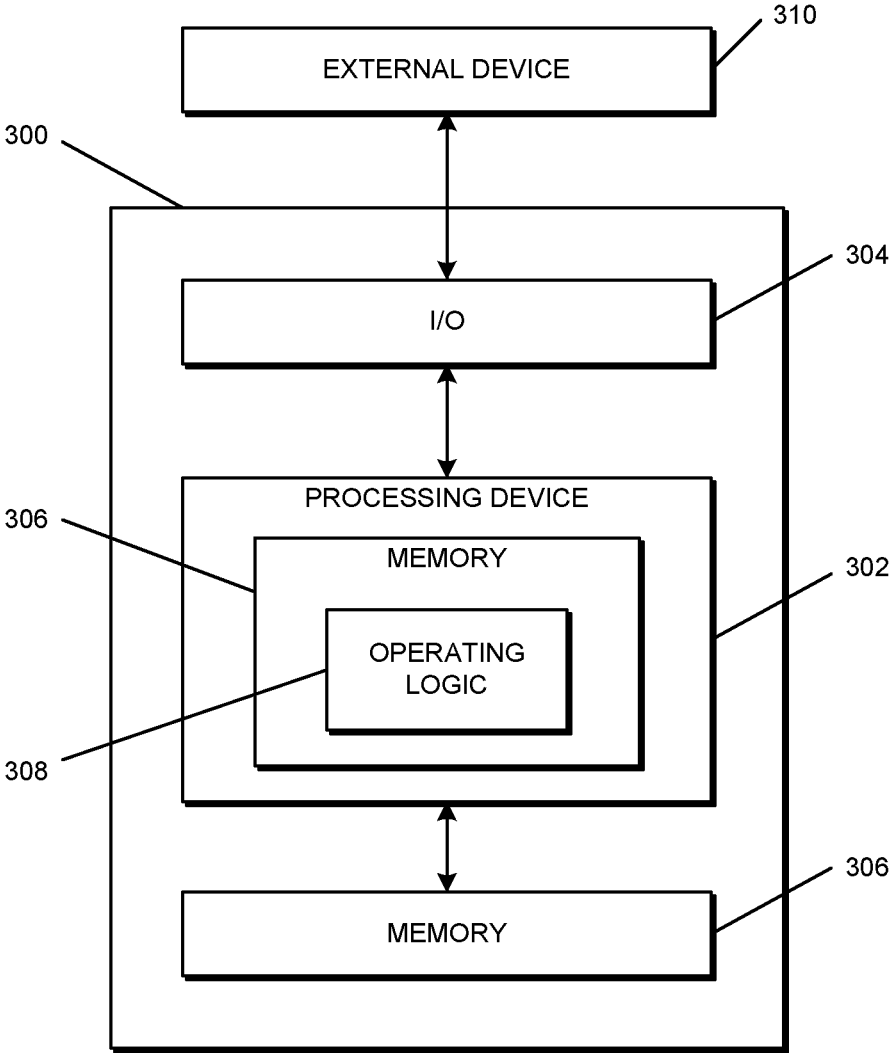 310
EXTERNAL DEVICE
300
304
I/O
PROCESSING DEVICE
306
MEMORY
302
OPERATING
LOGIC
308
306
MEMORY